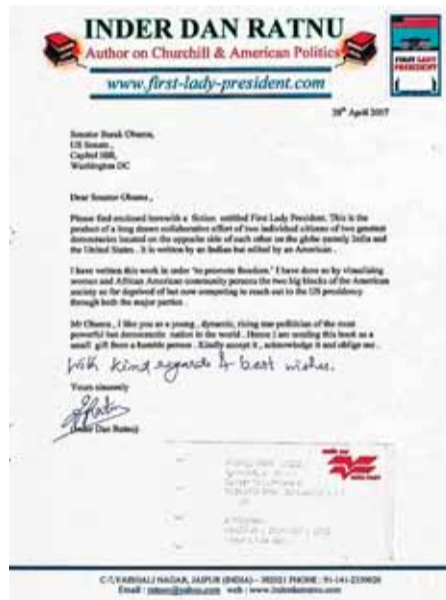 INDER DAN RATNU
Author on Churchill & American Politics
www.first-lady-president.com
FIRST LADY
PRESIDENT
28th April 2007
Senator Barak Obama,
US Senate,
Capitol Hill,
Washington DC
Dear Senator Obama,
Please find enclosed herewith a fiction entitled First Lady President. This is the
product of a long drawn collaborative effort of two individual citizens of two greatest
democracies located on the opposite side of each other on the globe namely India and
the United States . It is written by an Indian but edited by an American .
I have written this work in order 'to promote freedom.' I have done so by visualizing
women and African American community persons the two big blocks of the American
society so far deprived of but now competing to reach out to the US presidency
through both the major parties .
Mr Obama , I like you as a young , dynamic, rising star politician of the most
powerful but democratic nation in the world . Hence I am sending this book as a
small gift from a humble person . Kindly accept it , acknowledge it and oblige me .
With kind regards & best wishes.
Yours sincerely
(Inder Dan Ratnu)
C-7, VAISHALI NAGAR, JAIPUR (INDIA) – 302021 PHONE : 91-141-2350020
Email : ratnuv@yahoo.com web : www.inderdanratnu.com